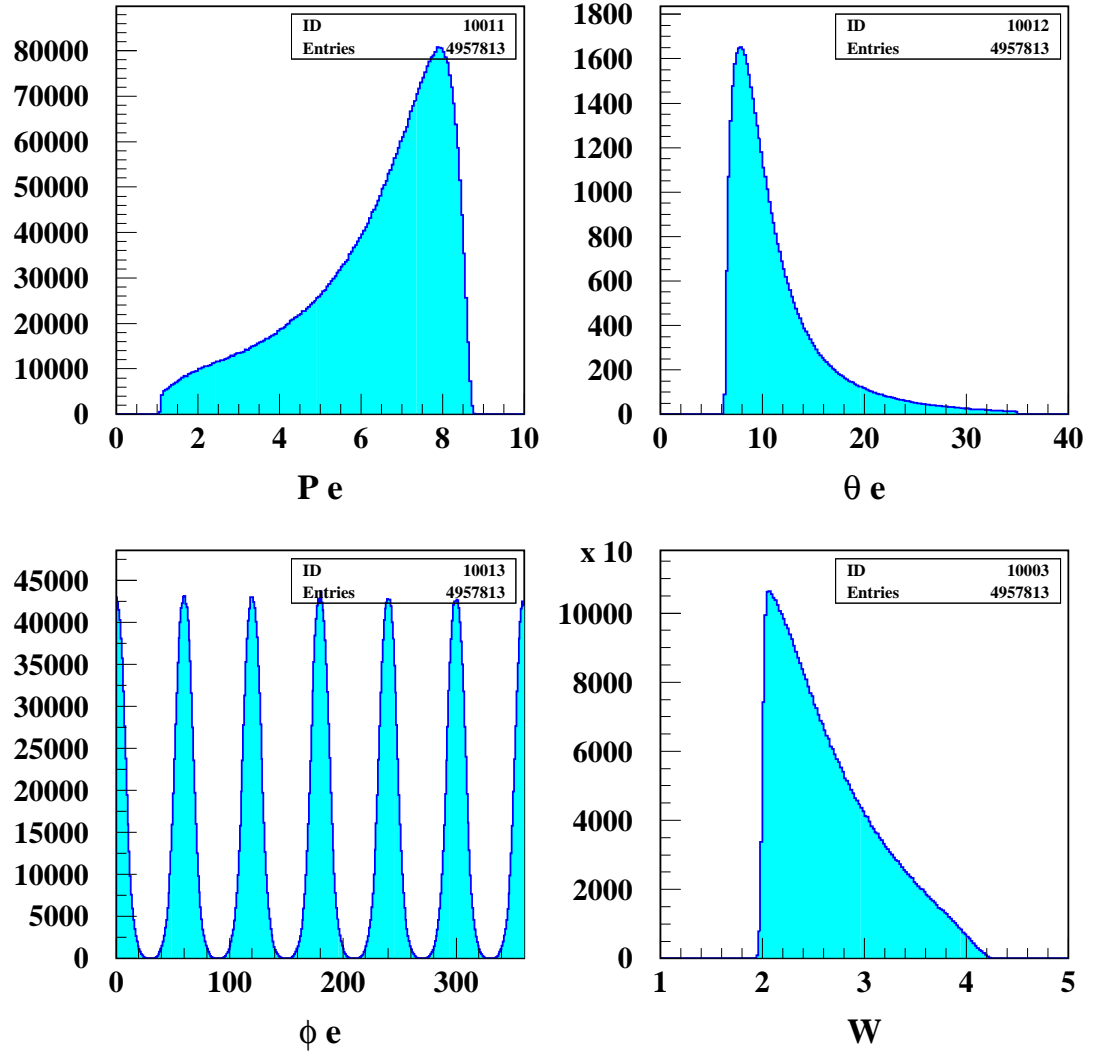 ID 10011
Entries 4957813
80000
70000
60000
50000
40000
30000
20000
10000
0
0 2 4 6 8 10
P e
ID 10012
Entries 4957813
1800
1600
1400
1200
1000
800
600
400
200
0
0 10 20 30 40
θ e
ID 10013
Entries 4957813
45000
40000
35000
30000
25000
20000
15000
10000
5000
0
0 100 200 300
ϕ e
x 10
ID 10003
Entries 4957813
10000
8000
6000
4000
2000
0
1 2 3 4 5
W